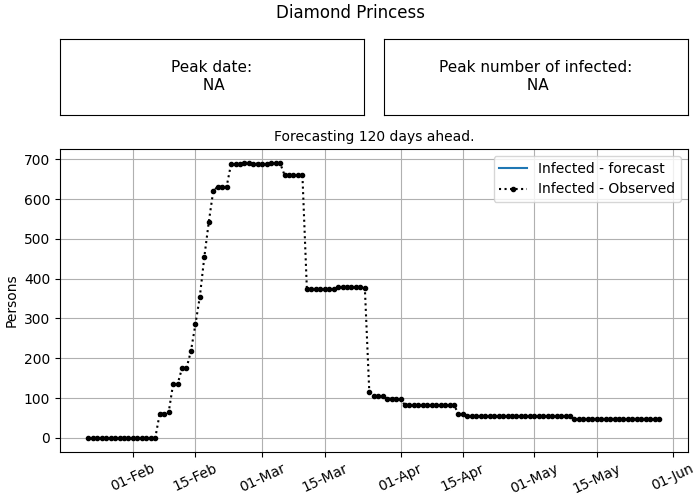 Diamond Princess
Peak date:
NA
Peak number of infected:
NA
Forecasting 120 days ahead.
Infected - forecast
Infected - Observed
Persons
700
600
500
400
300
200
100
0
01-Feb
15-Feb
01-Mar
15-Mar
01-Apr
15-Apr
01-May
15-May
01-Jun